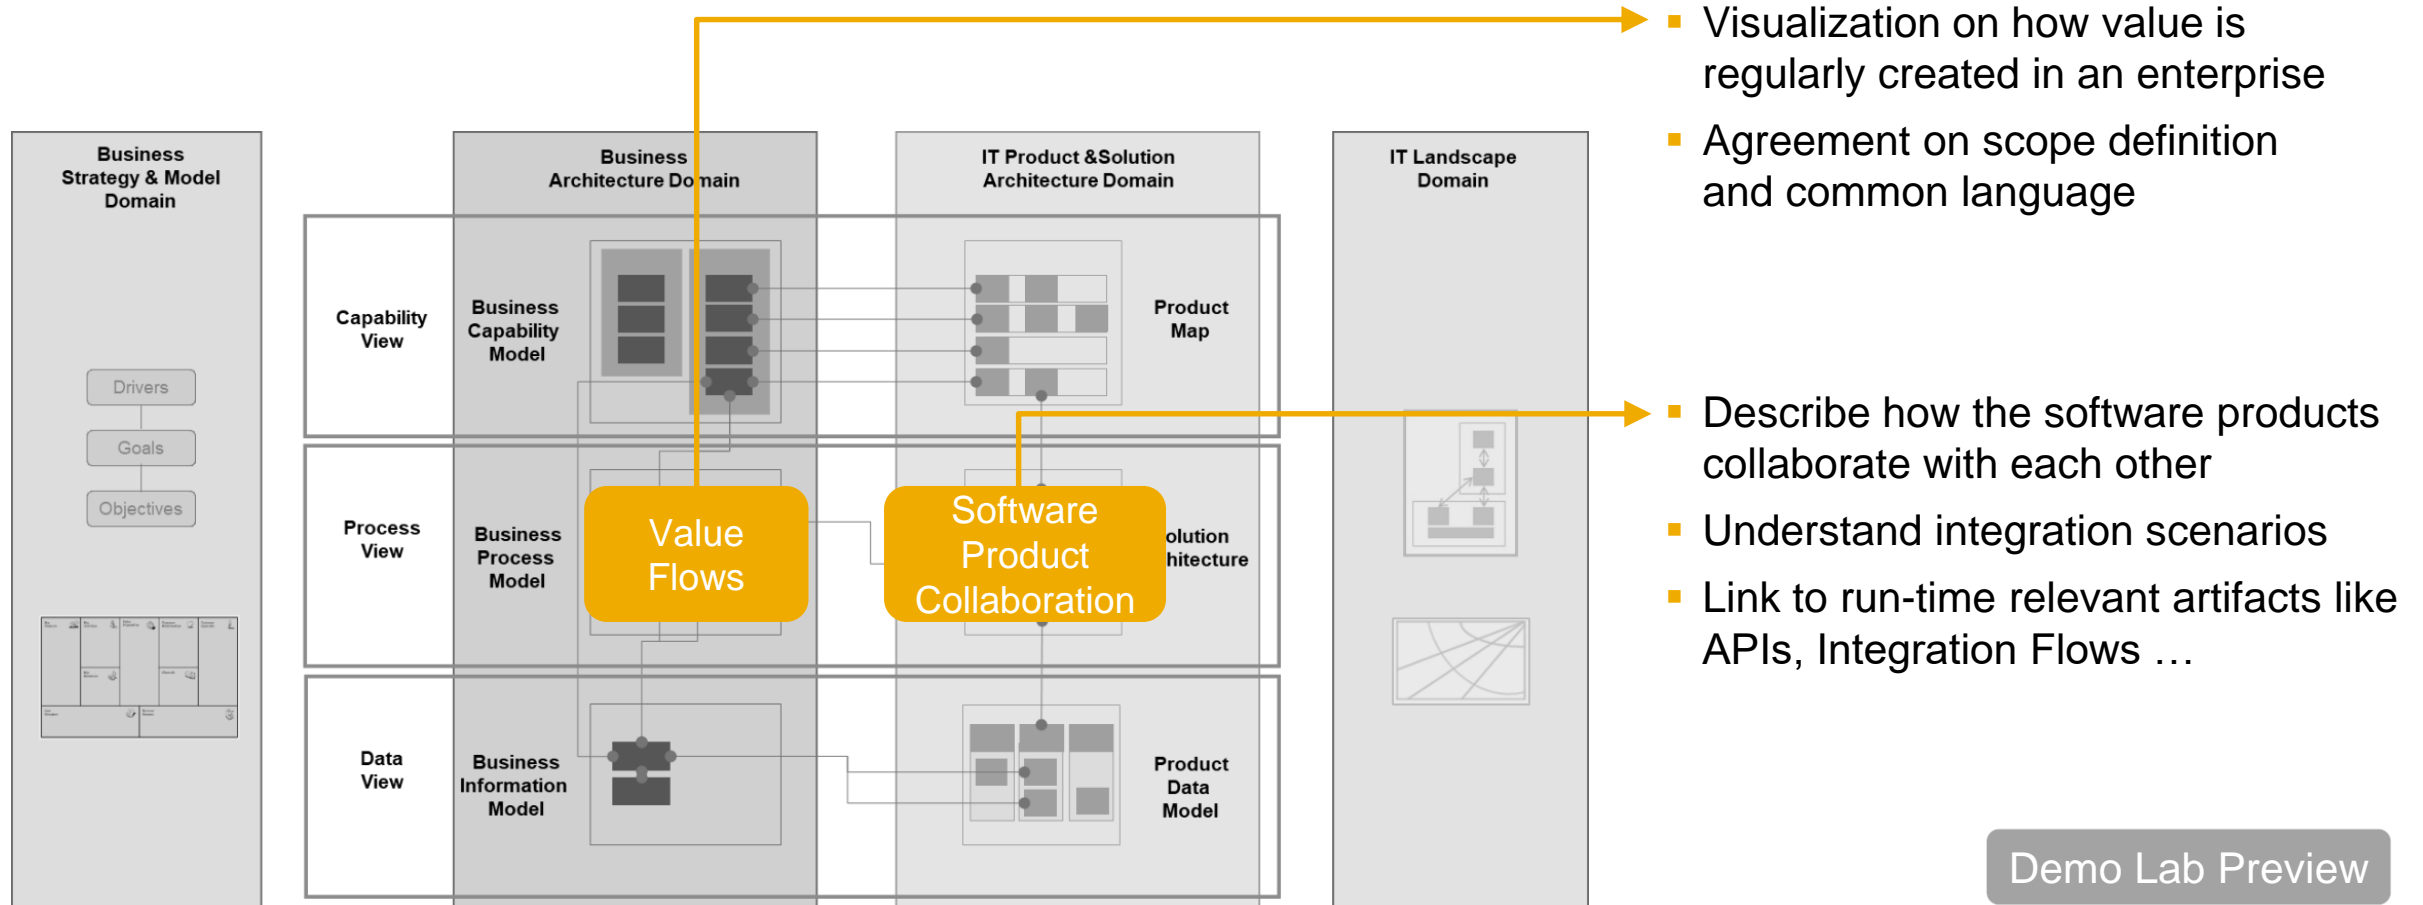 Visualization on how value is
regularly created in an enterprise
Agreement on scope definition
and common language
Business
Strategy & Model
Domain
Business
Architecture Domain
IT Product &Solution
Architecture Domain
IT Landscape
Domain
Capability
View
Business
Capability
Model
Product
Map
Drivers
Goals
Objectives
Describe how the software products
collaborate with each other
Understand integration scenarios
Link to run-time relevant artifacts like
APIs, Integration Flows …
Process
View
Business
Process
Model
Value
Flows
Software
Product
Collaboration
olution
hitecture
Data
View
Business
Information
Model
Product
Data
Model
Demo Lab Preview